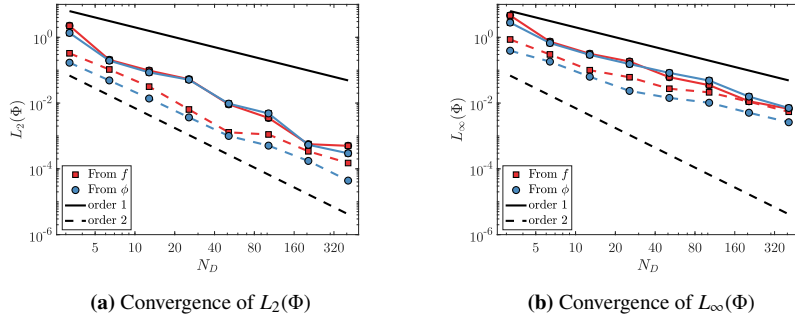 10^0
10^-2
10^-4
10^-6
L_2(Φ)
5 10 20 40 80 160 320
N_D
From f
From ϕ
order 1
order 2
(a) Convergence of L_2(Φ)
10^0
10^-2
10^-4
10^-6
L_∞(Φ)
5 10 20 40 80 160 320
N_D
From f
From ϕ
order 1
order 2
(b) Convergence of L_∞(Φ)